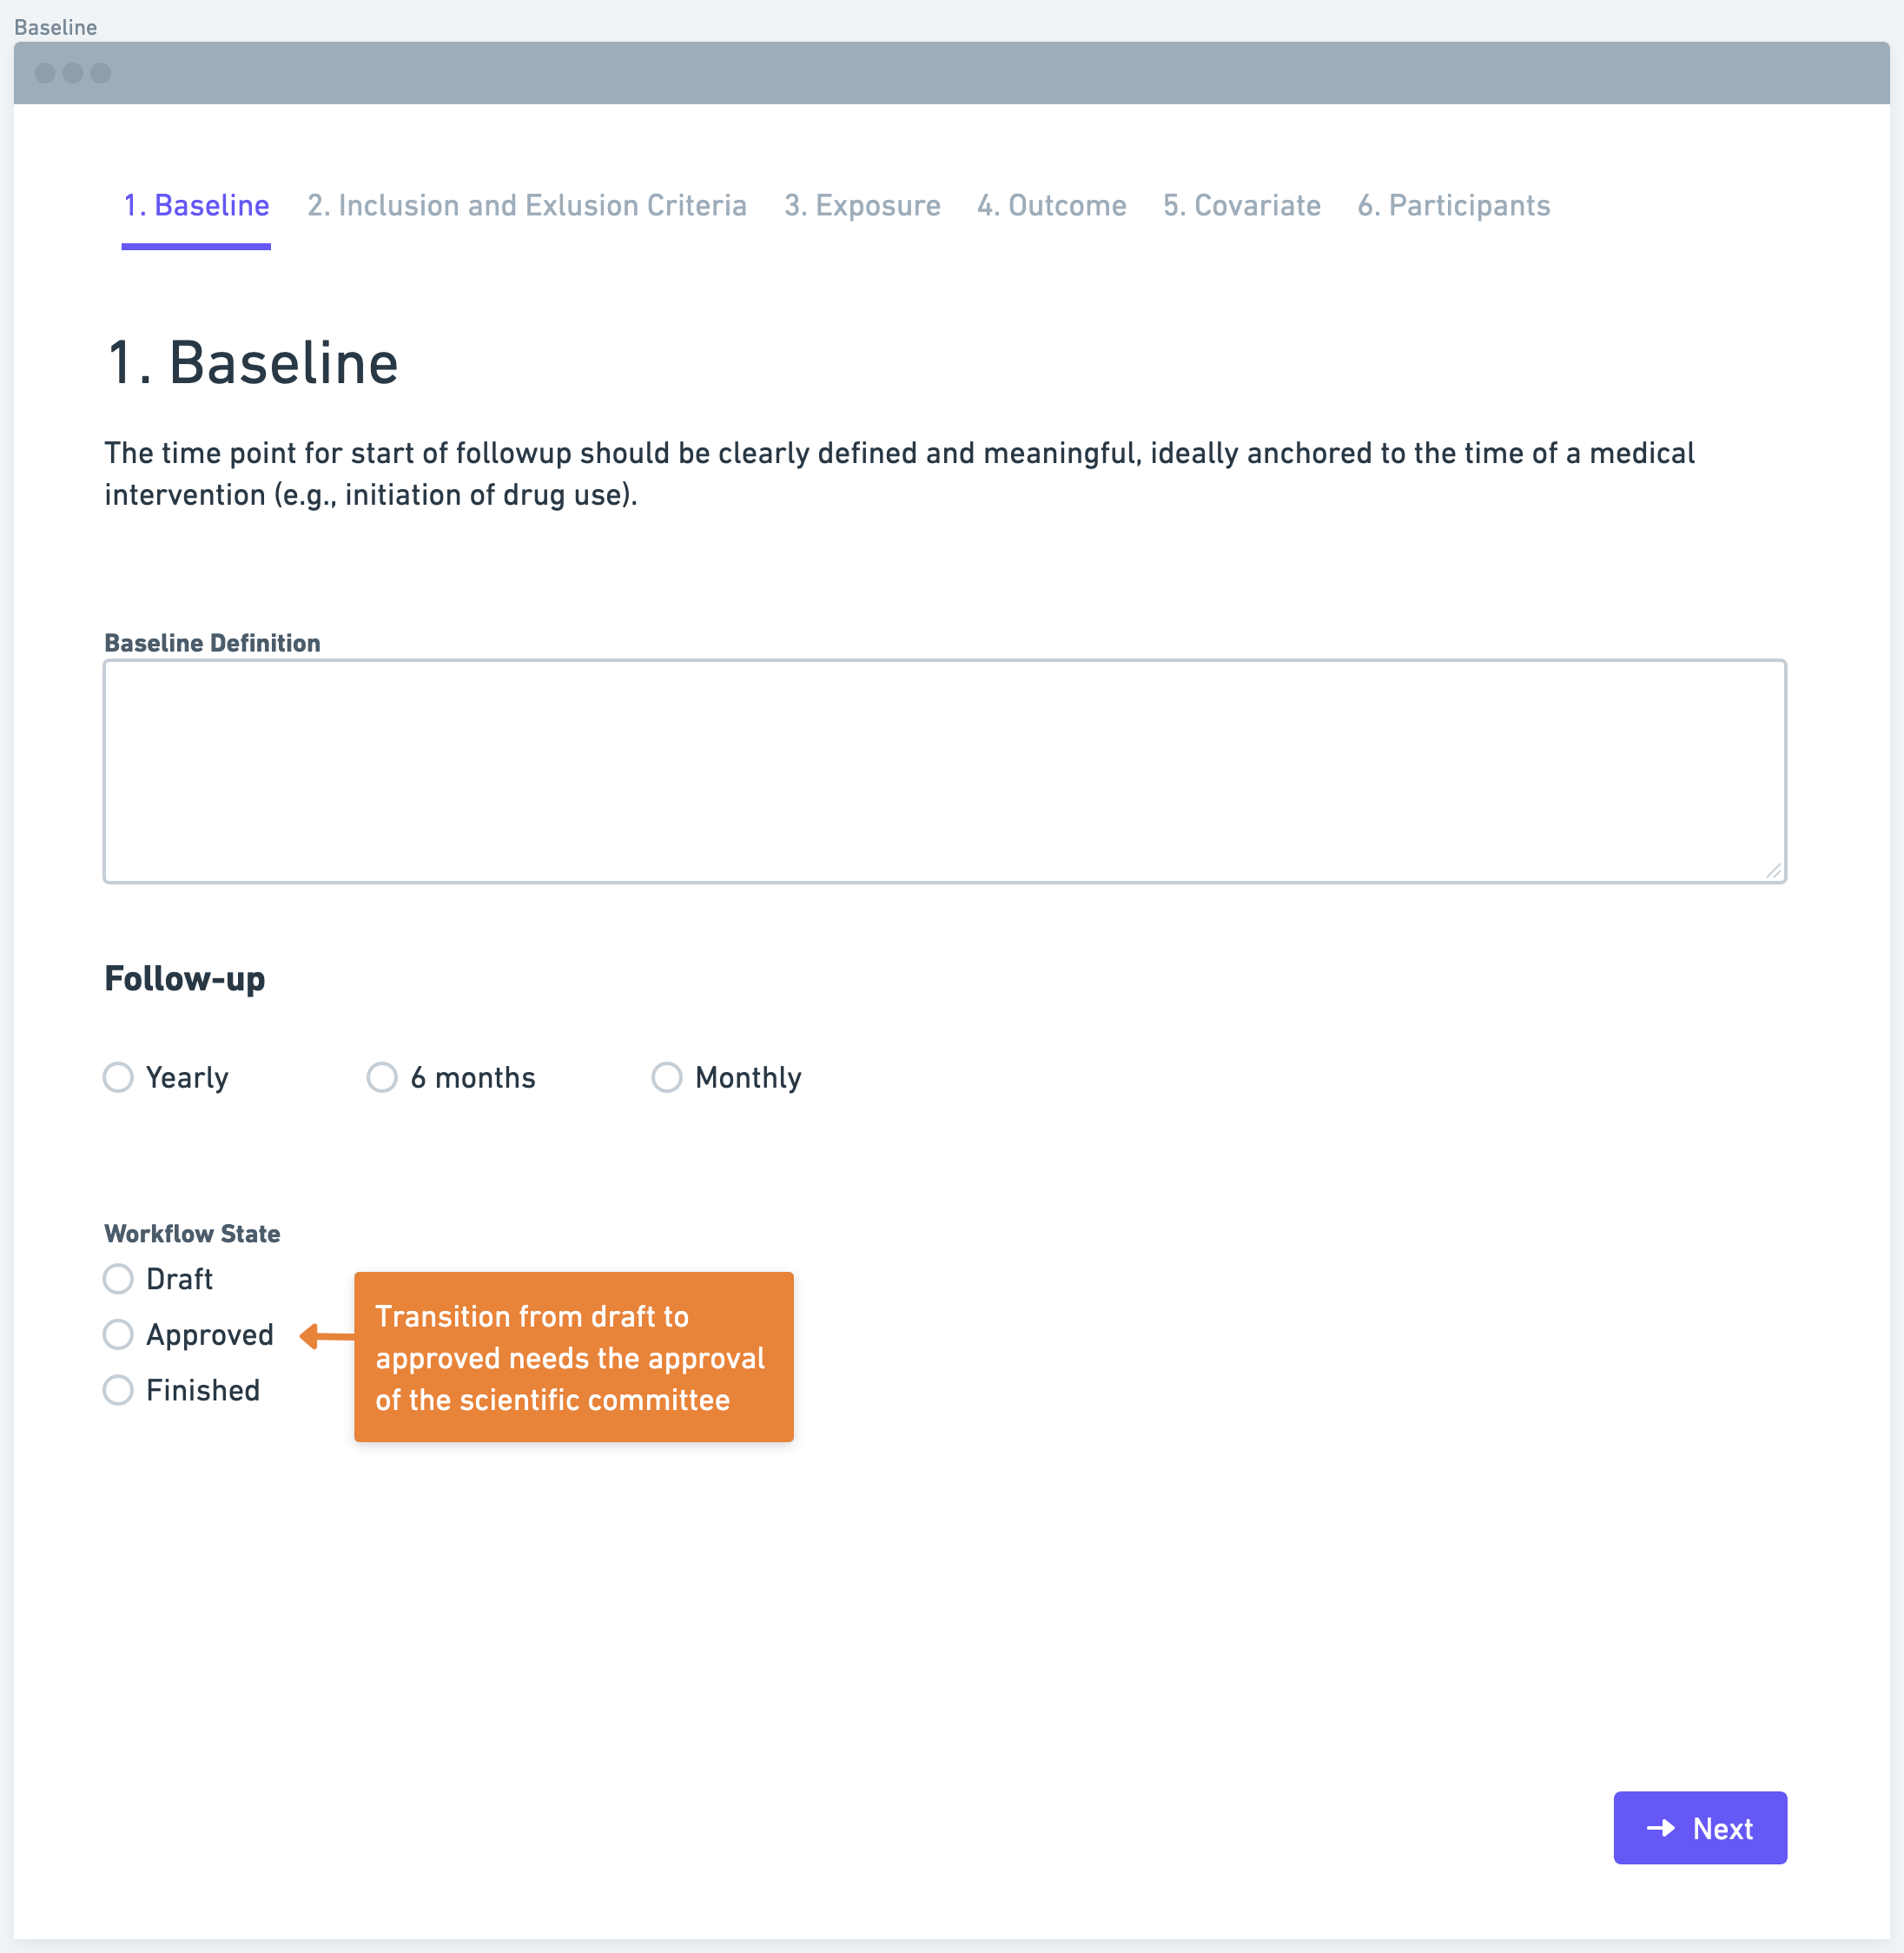 Baseline
1. Baseline 2. Inclusion and Exlusion Criteria 3. Exposure 4. Outcome 5. Covariate 6. Participants
1. Baseline
The time point for start of followup should be clearly defined and meaningful, ideally anchored to the time of a medical
intervention (e.g., initiation of drug use).
Baseline Definition
Follow-up
Yearly 6 months Monthly
Workflow State
Draft
Approved
Finished
Transition from draft to
approved needs the approval
of the scientific committee
Next